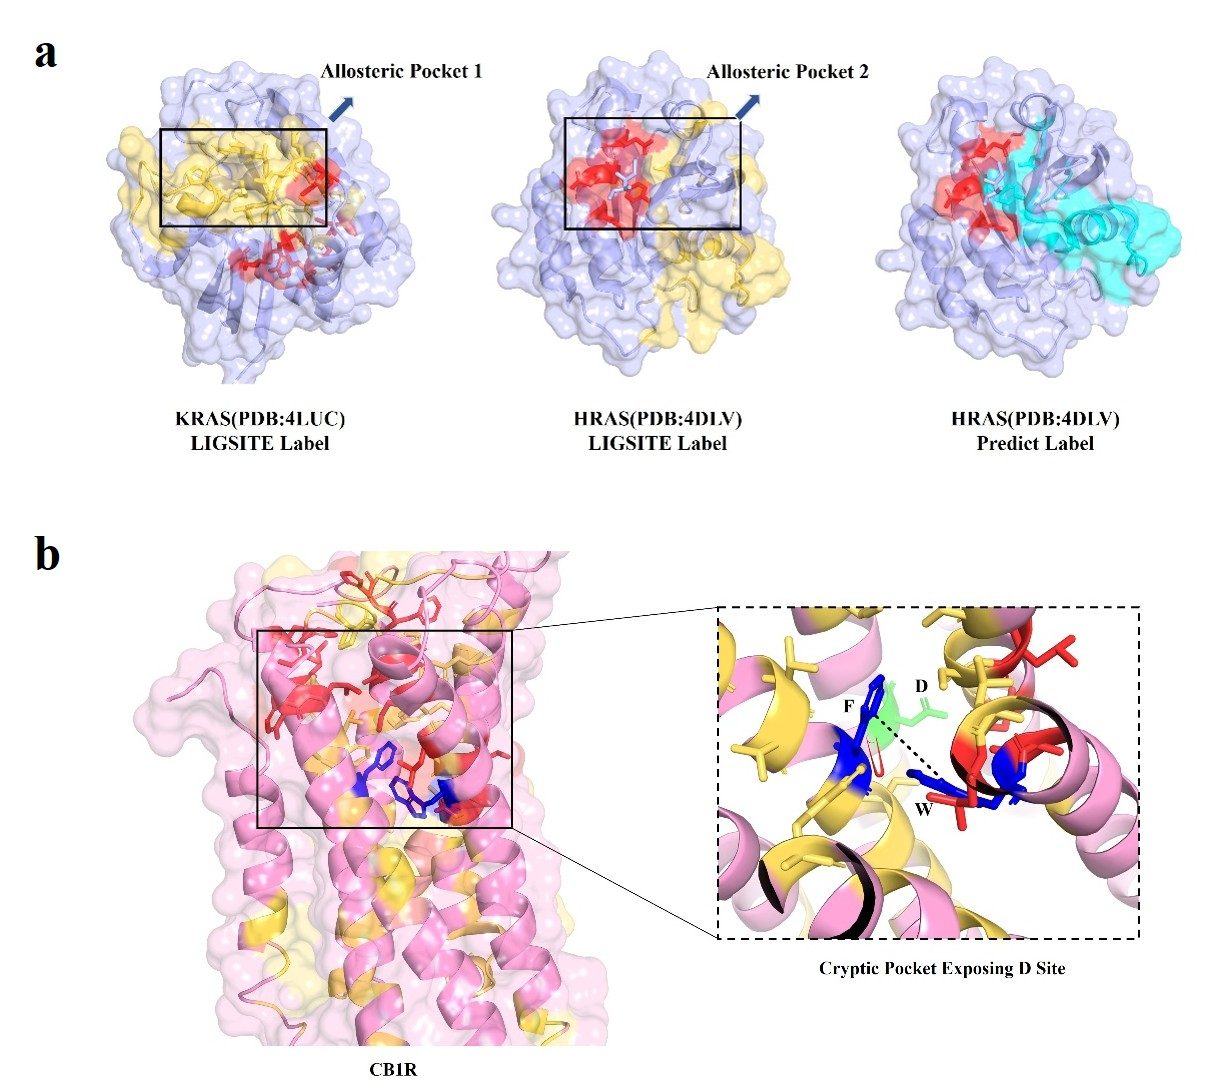 a
Allosteric Pocket 1
Allosteric Pocket 2
KRAS(PDB:4LUC)
LIGSITE Label
HRAS(PDB:4DLV)
LIGSITE Label
HRAS(PDB:4DLV)
Predict Label
b
F
D
W
Cryptic Pocket Exposing D Site
CB1R